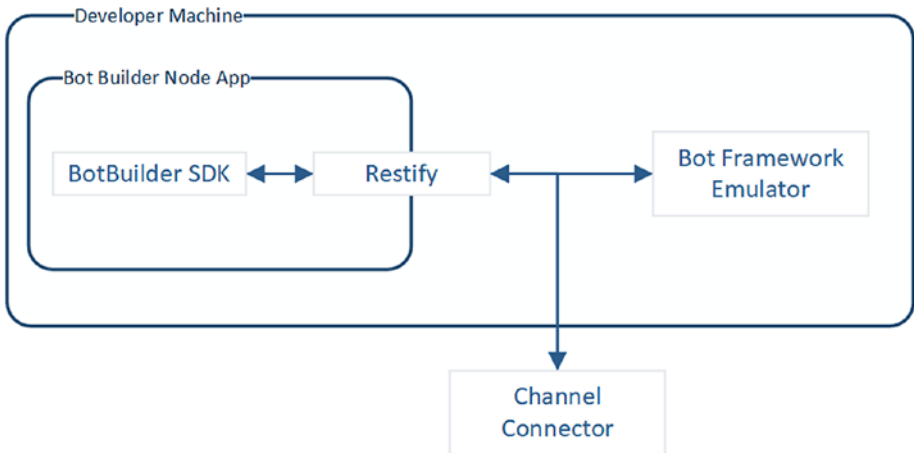 Developer Machine
Bot Builder Node App
BotBuilder SDK
Restify
Bot Framework
Emulator
Channel
Connector